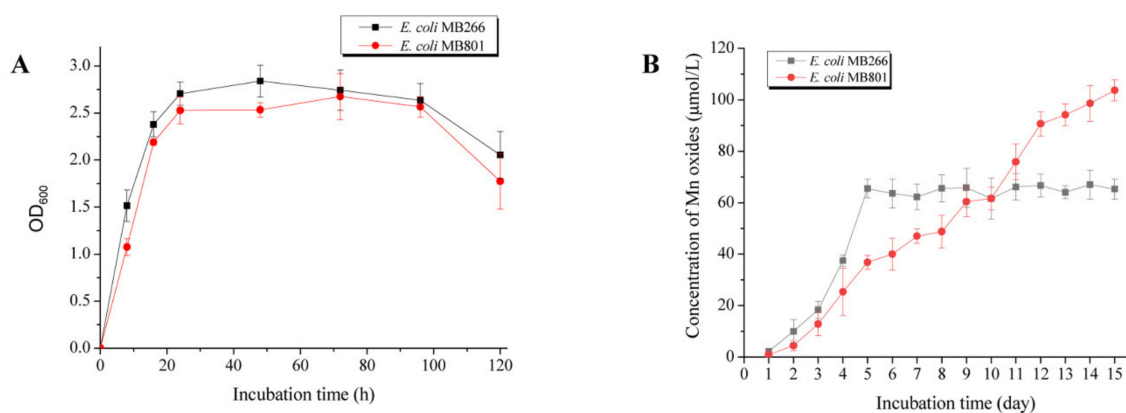 A
E. coli MB266
E. coli MB801
3.0
2.5
2.0
1.5
1.0
0.5
0.0
OD600
0 20 40 60 80 100 120
Incubation time (h)
B
E. coli MB266
E. coli MB801
120
100
80
60
40
20
0
Concentration of Mn oxides (μmol/L)
0 1 2 3 4 5 6 7 8 9 10 11 12 13 14 15
Incubation time (day)